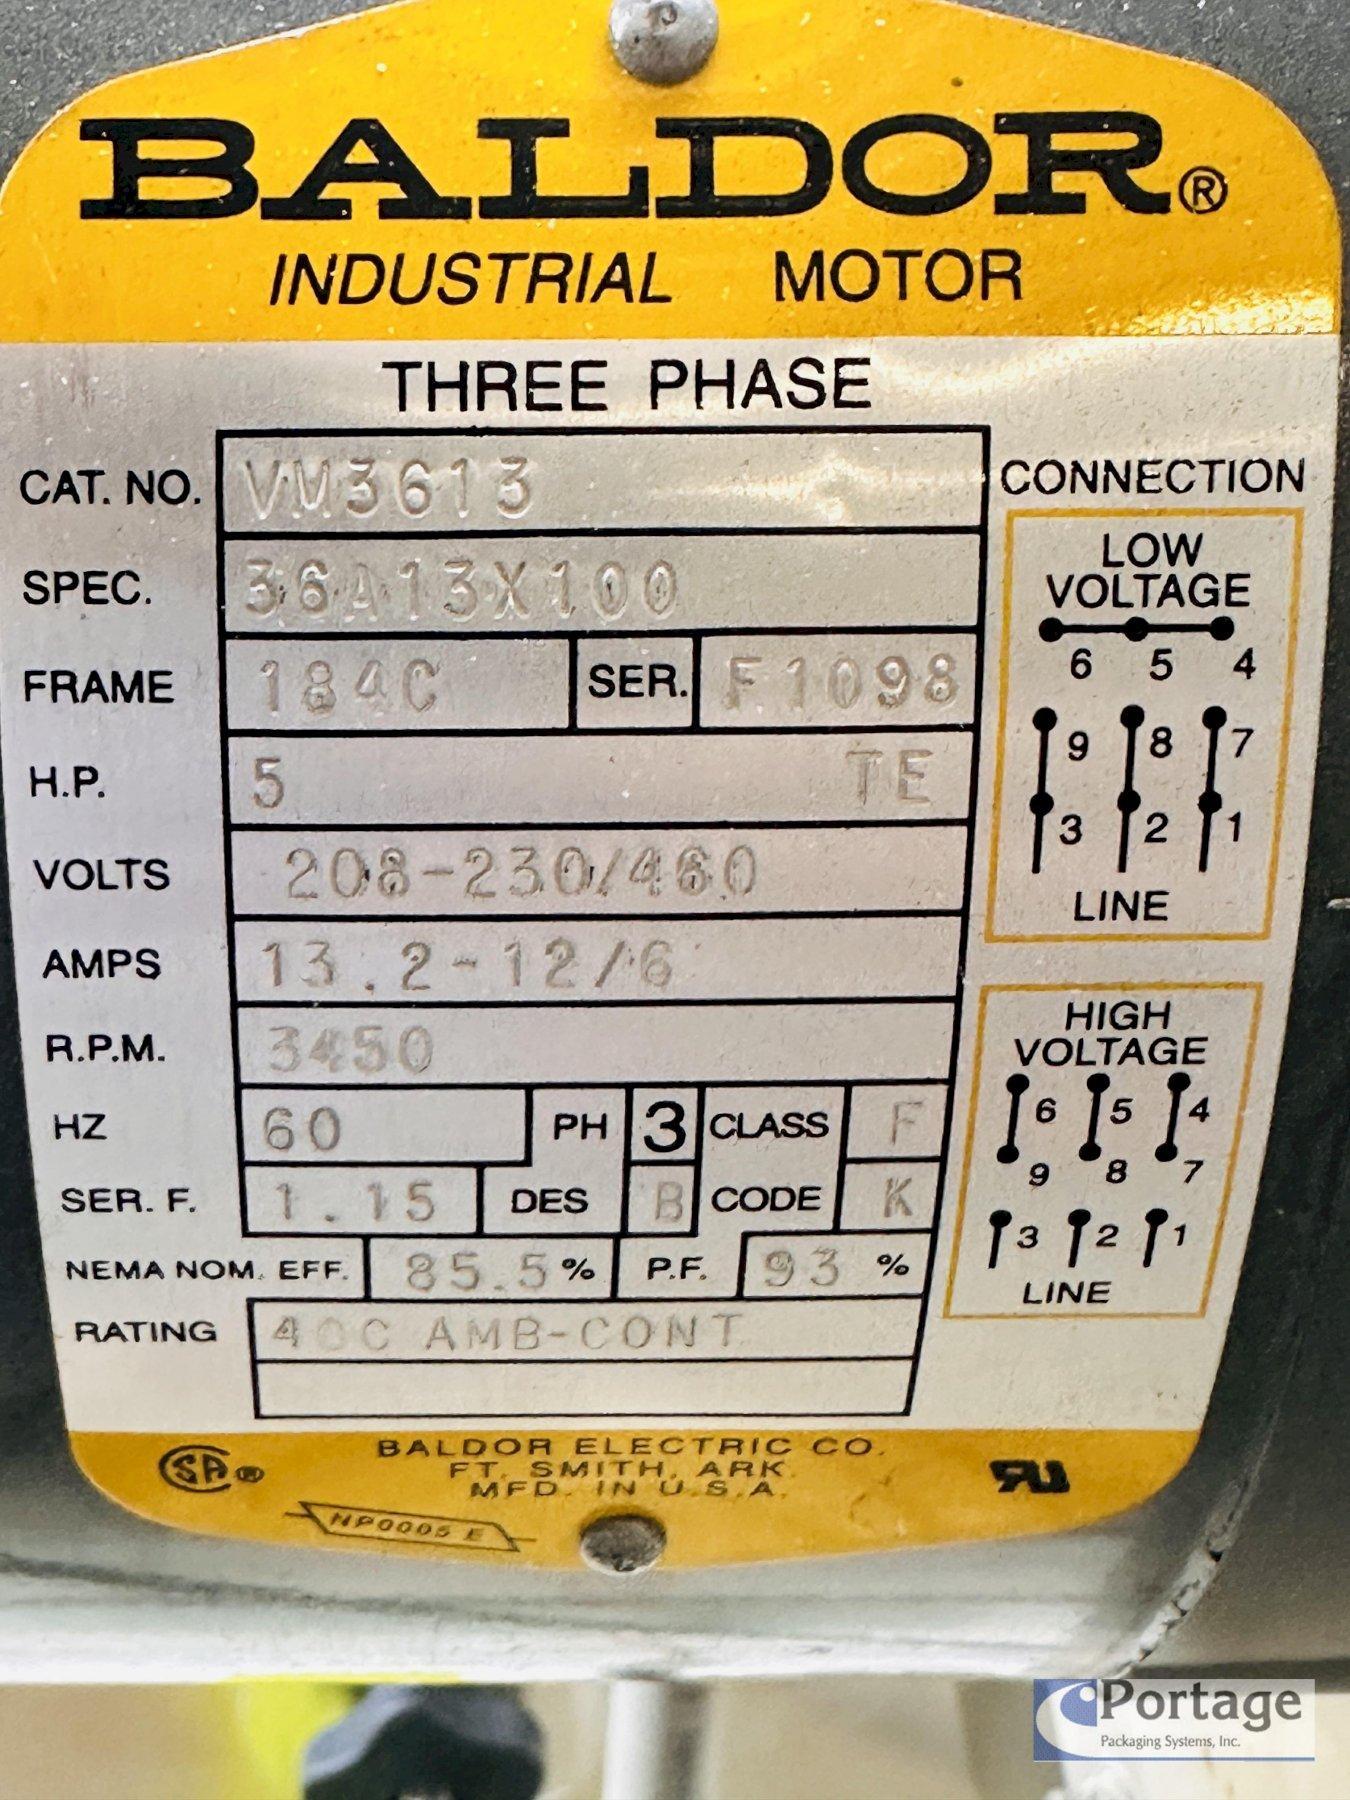 BALDOR®
INDUSTRIAL MOTOR
THREE PHASE
CAT. NO. VM3613
SPEC. 36A13X100
FRAME 184C SER. F1098
H.P. 5 TE
VOLTS 208-230/460
AMPS 13.2-12/6
R.P.M. 3450
HZ 60 PH 3 CLASS F
SER. F. 1.15 DES B CODE K
NEMA NOM. EFF. 85.5 % P.F. 93 %
RATING 40C AMB-CONT
CONNECTION
LOW
VOLTAGE
6 5 4
9 8 7
3 2 1
LINE
HIGH
VOLTAGE
6 5 4
9 8 7
3 2 1
LINE
BALDOR ELECTRIC CO.
FT. SMITH, ARK.
MFD. IN U.S.A.
NP0005 E
Portage
Packaging Systems, Inc.